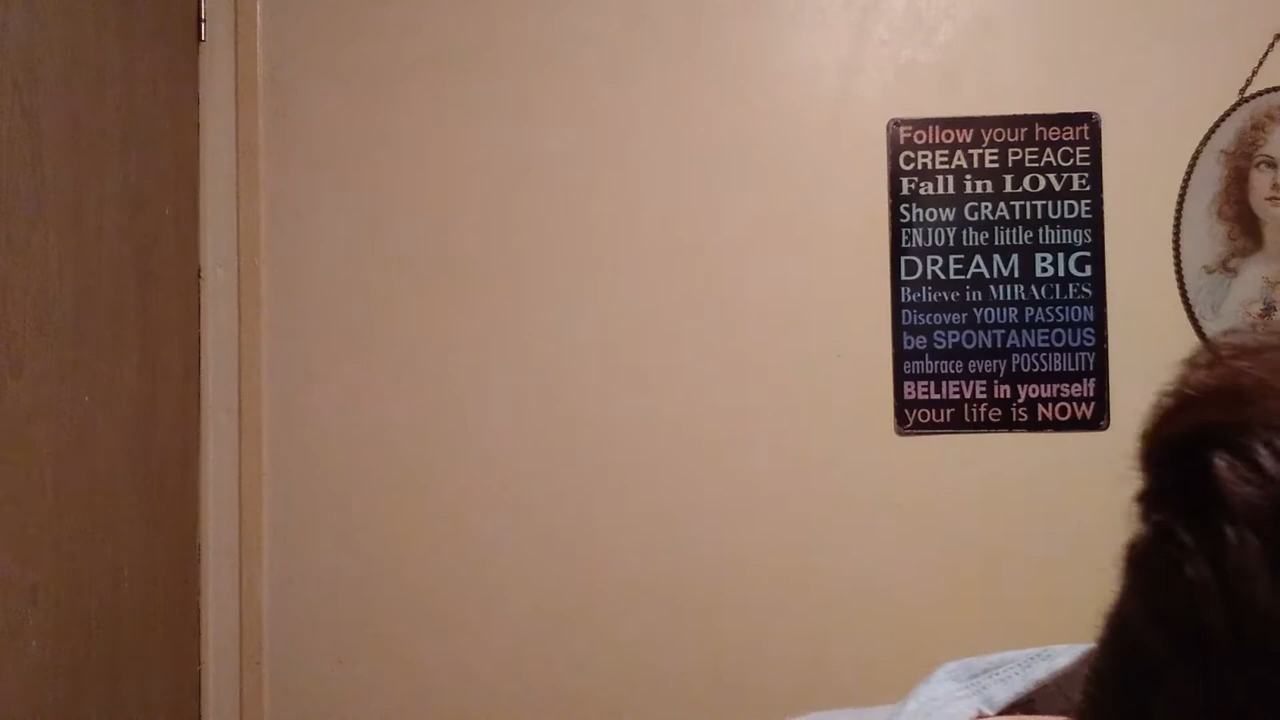 Follow your heart
CREATE PEACE
Fall in LOVE
Show GRATITUDE
ENJOY the little things
DREAM BIG
Believe in MIRACLES
Discover YOUR PASSION
be SPONTANEOUS
embrace every POSSIBILITY
BELIEVE in yourself
your life is NOW